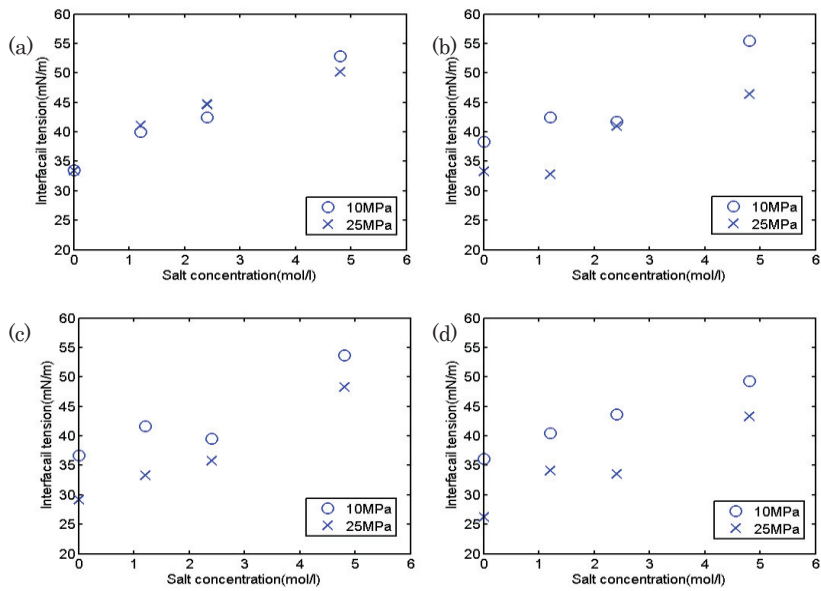 (a)
60
55
50
45
40
35
30
25
20
Interfacail tension(mN/m)
0 1 2 3 4 5 6
Salt concentration(mol/l)
10MPa
25MPa
(b)
60
55
50
45
40
35
30
25
20
Interfacail tension(mN/m)
0 1 2 3 4 5 6
Salt concentration(mol/l)
10MPa
25MPa
(c)
60
55
50
45
40
35
30
25
20
Interfacail tension(mN/m)
0 1 2 3 4 5 6
Salt concentration(mol/l)
10MPa
25MPa
(d)
60
55
50
45
40
35
30
25
20
Interfacail tension(mN/m)
0 1 2 3 4 5 6
Salt concentration(mol/l)
10MPa
25MPa